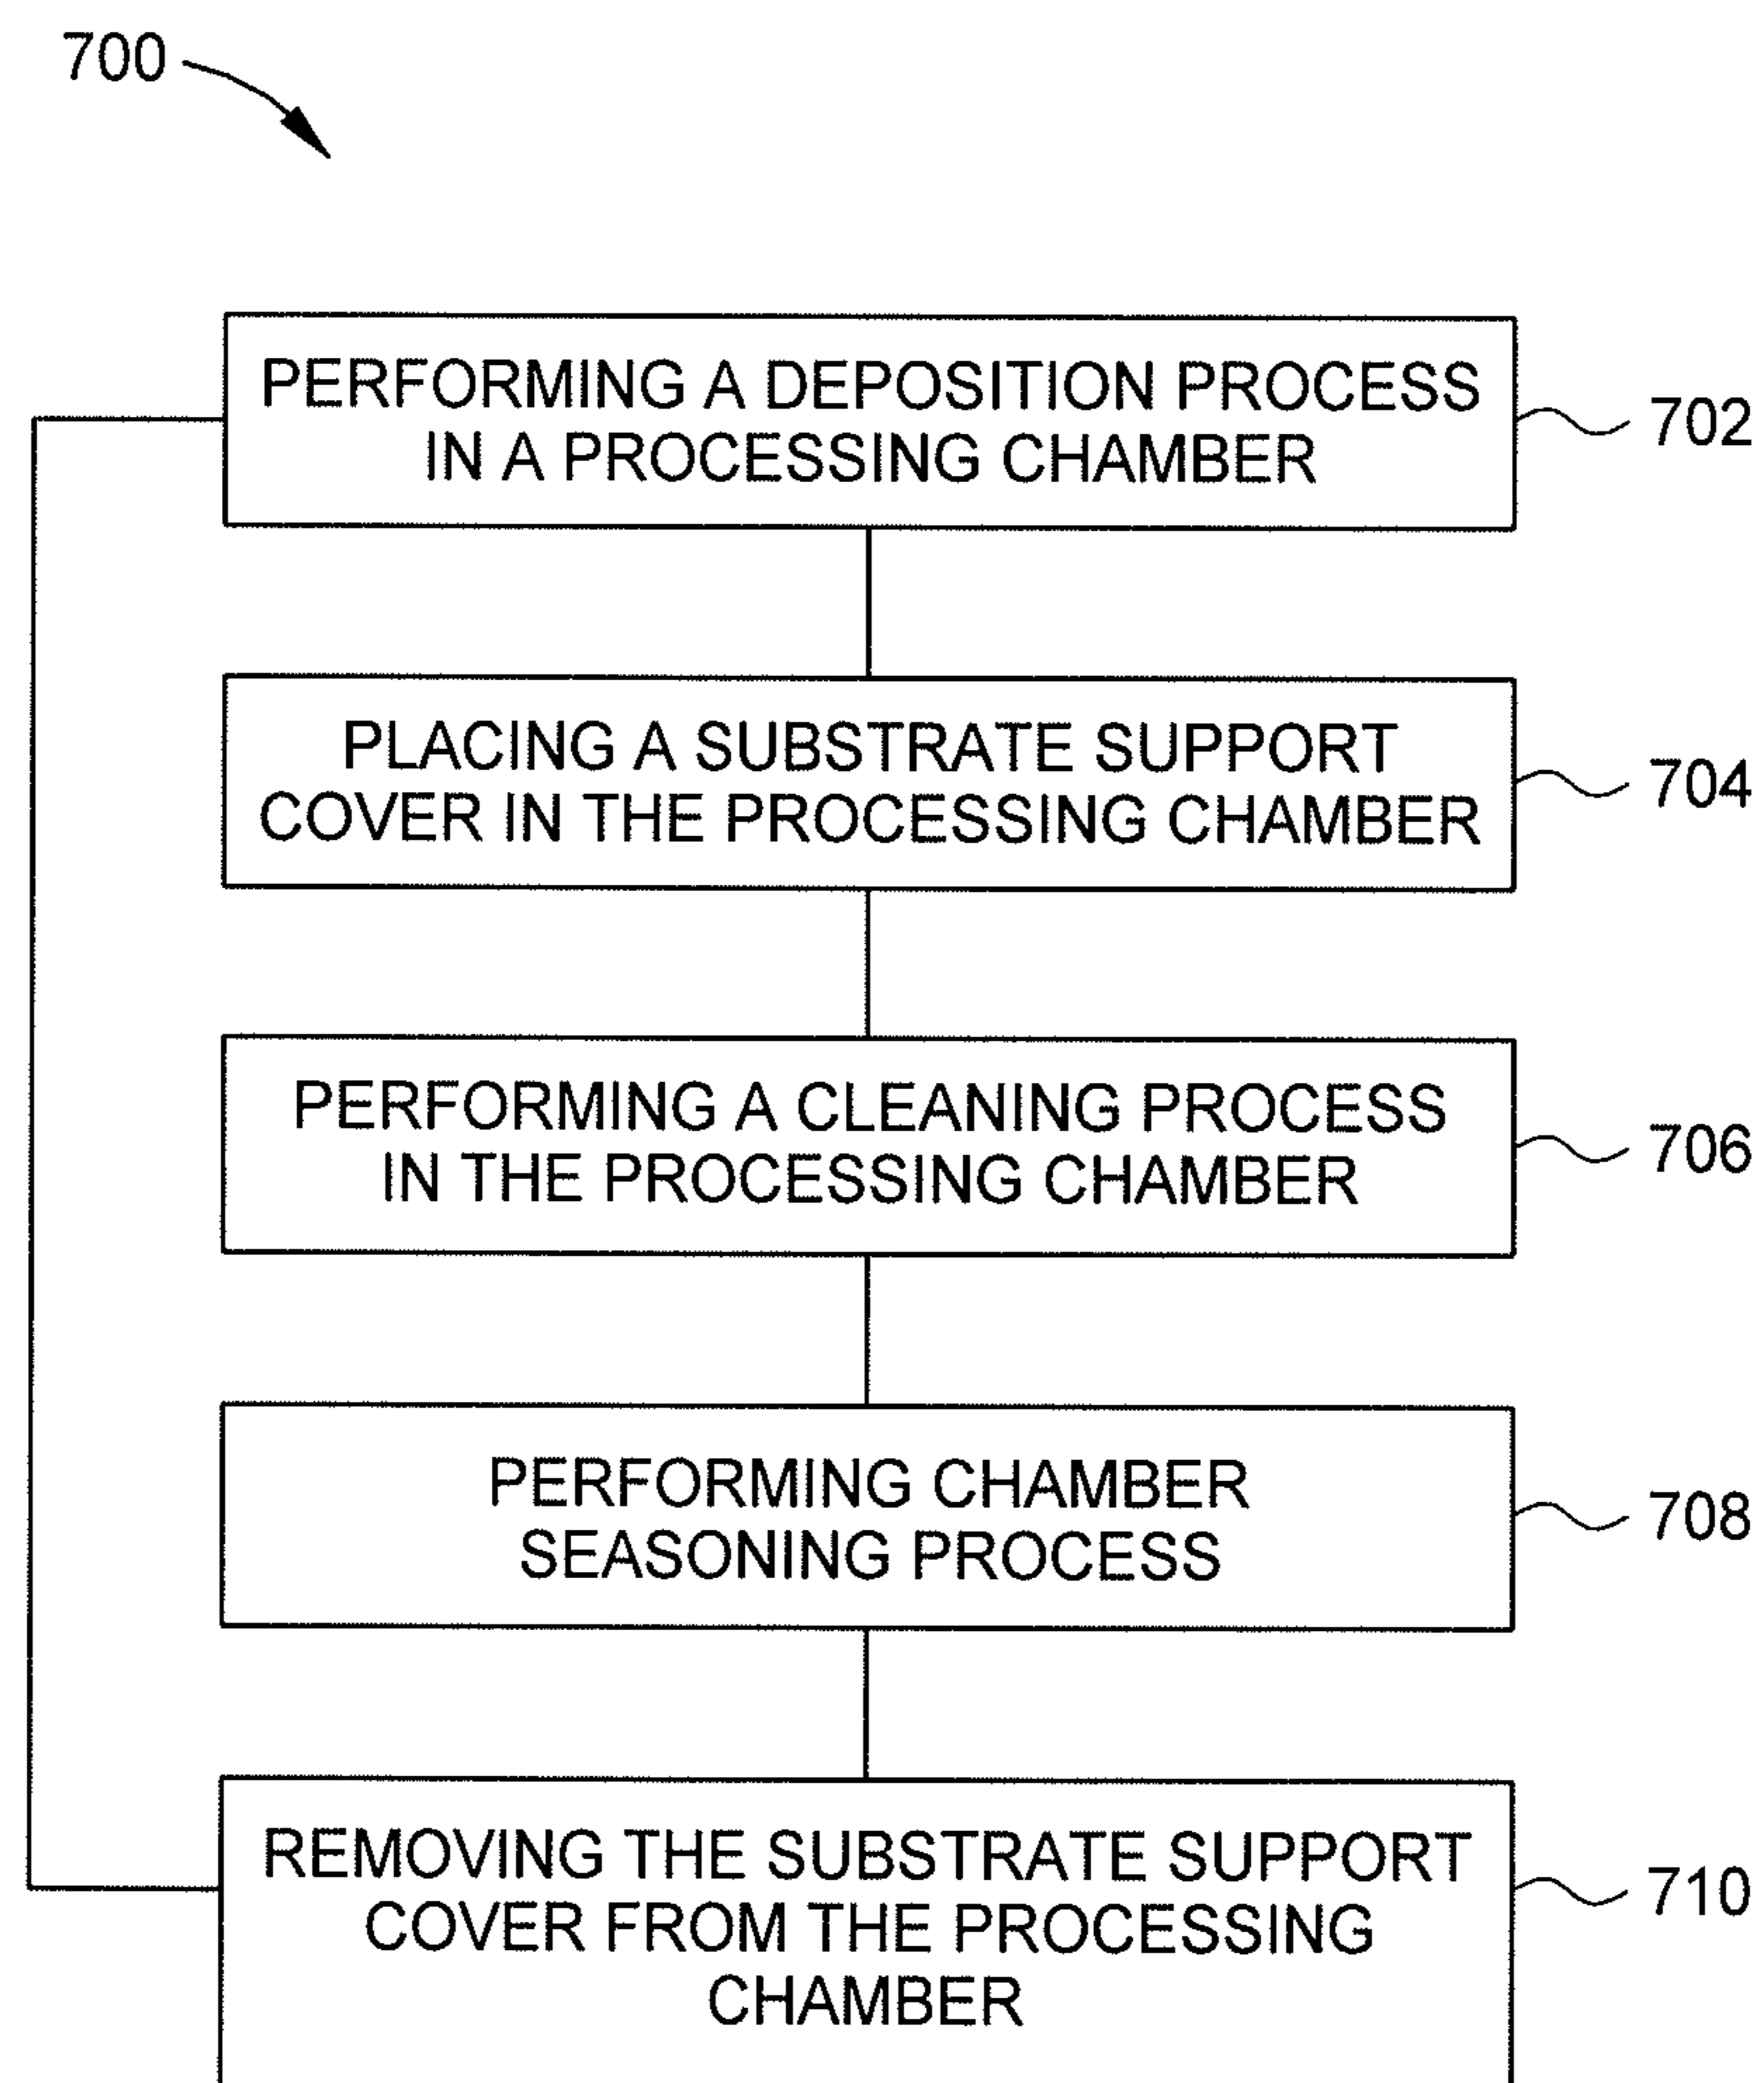 700
PERFORMING A DEPOSITION PROCESS
IN A PROCESSING CHAMBER
702
PLACING A SUBSTRATE SUPPORT
COVER IN THE PROCESSING CHAMBER
704
PERFORMING A CLEANING PROCESS
IN THE PROCESSING CHAMBER
706
PERFORMING CHAMBER
SEASONING PROCESS
708
REMOVING THE SUBSTRATE SUPPORT
COVER FROM THE PROCESSING
CHAMBER
710